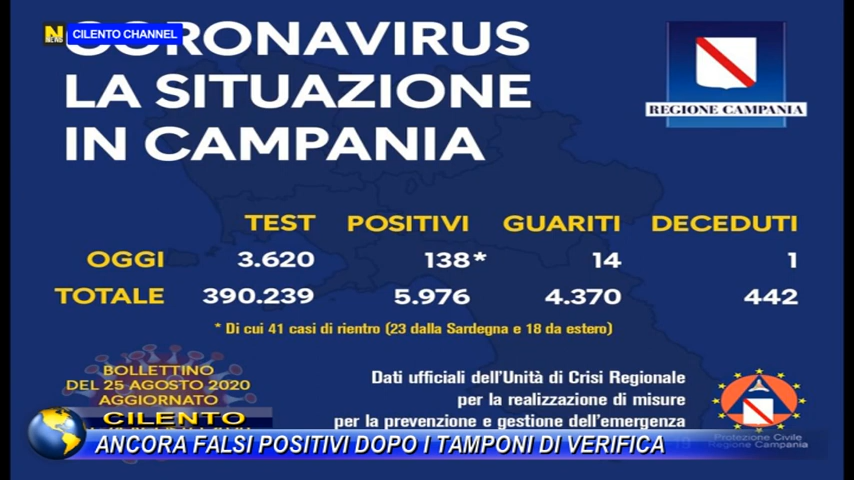 N
NEWS
CILENTO CHANNEL
CORONAVIRUS
LA SITUAZIONE
IN CAMPANIA
REGIONE CAMPANIA
TEST POSITIVI GUARITI DECEDUTI
OGGI 3.620 138* 14 1
TOTALE 390.239 5.976 4.370 442
* Di cui 41 casi di rientro (23 dalla Sardegna e 18 da estero)
BOLLETTINO
DEL 25 AGOSTO 2020
AGGIORNATO
Dati ufficiali dell'Unità di Crisi Regionale
per la realizzazione di misure
per la prevenzione e gestione dell'emergenza
Protezione Civile
Regione Campania
CILENTO
ANCORA FALSI POSITIVI DOPO I TAMPONI DI VERIFICA